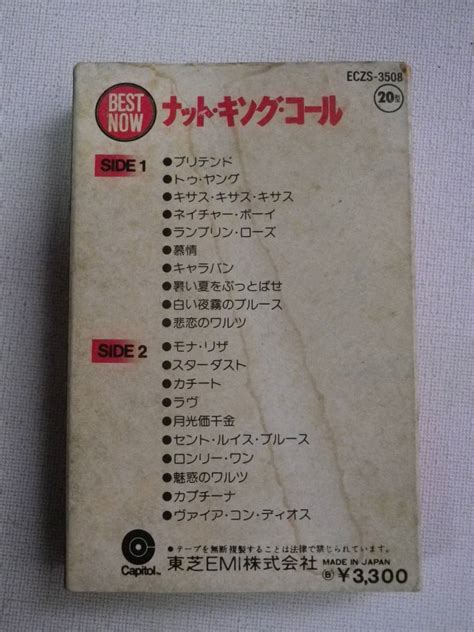 ECZS-3508
BEST NOW
ナット・キング・コール
20型
SIDE 1
●プリテンド
●トゥ・ヤング
●キサス・キサス・キサス
●ネイチャー・ボーイ
●ランブリン・ローズ
●慕情
●キャラバン
●暑い夏をぶっとばせ
●白い夜霧のブルース
●悲恋のワルツ
SIDE 2
●モナ・リザ
●スターダスト
●カチート
●ラヴ
●月光価千金
●セント・ルイス・ブルース
●ロンリー・ワン
●魅惑のワルツ
●カプチーナ
●ヴァイア・コン・ディオス
●テープを無断複製することは法律で禁じられています。
Capitol™
東芝EMI株式会社 MADE IN JAPAN
Ⓑ¥3,300